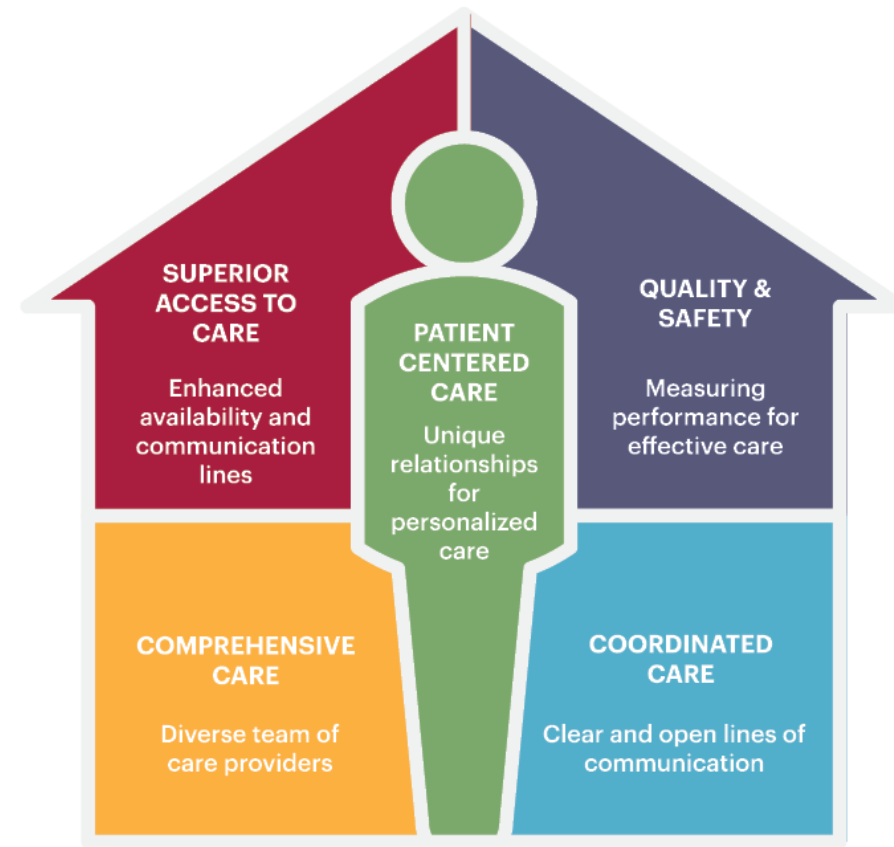 SUPERIOR
ACCESS TO
CARE
Enhanced
availability and
communication
lines
PATIENT
CENTERED
CARE
Unique
relationships
for
personalized
care
QUALITY &
SAFETY
Measuring
performance for
effective care
COMPREHENSIVE
CARE
Diverse team of
care providers
COORDINATED
CARE
Clear and open lines of
communication